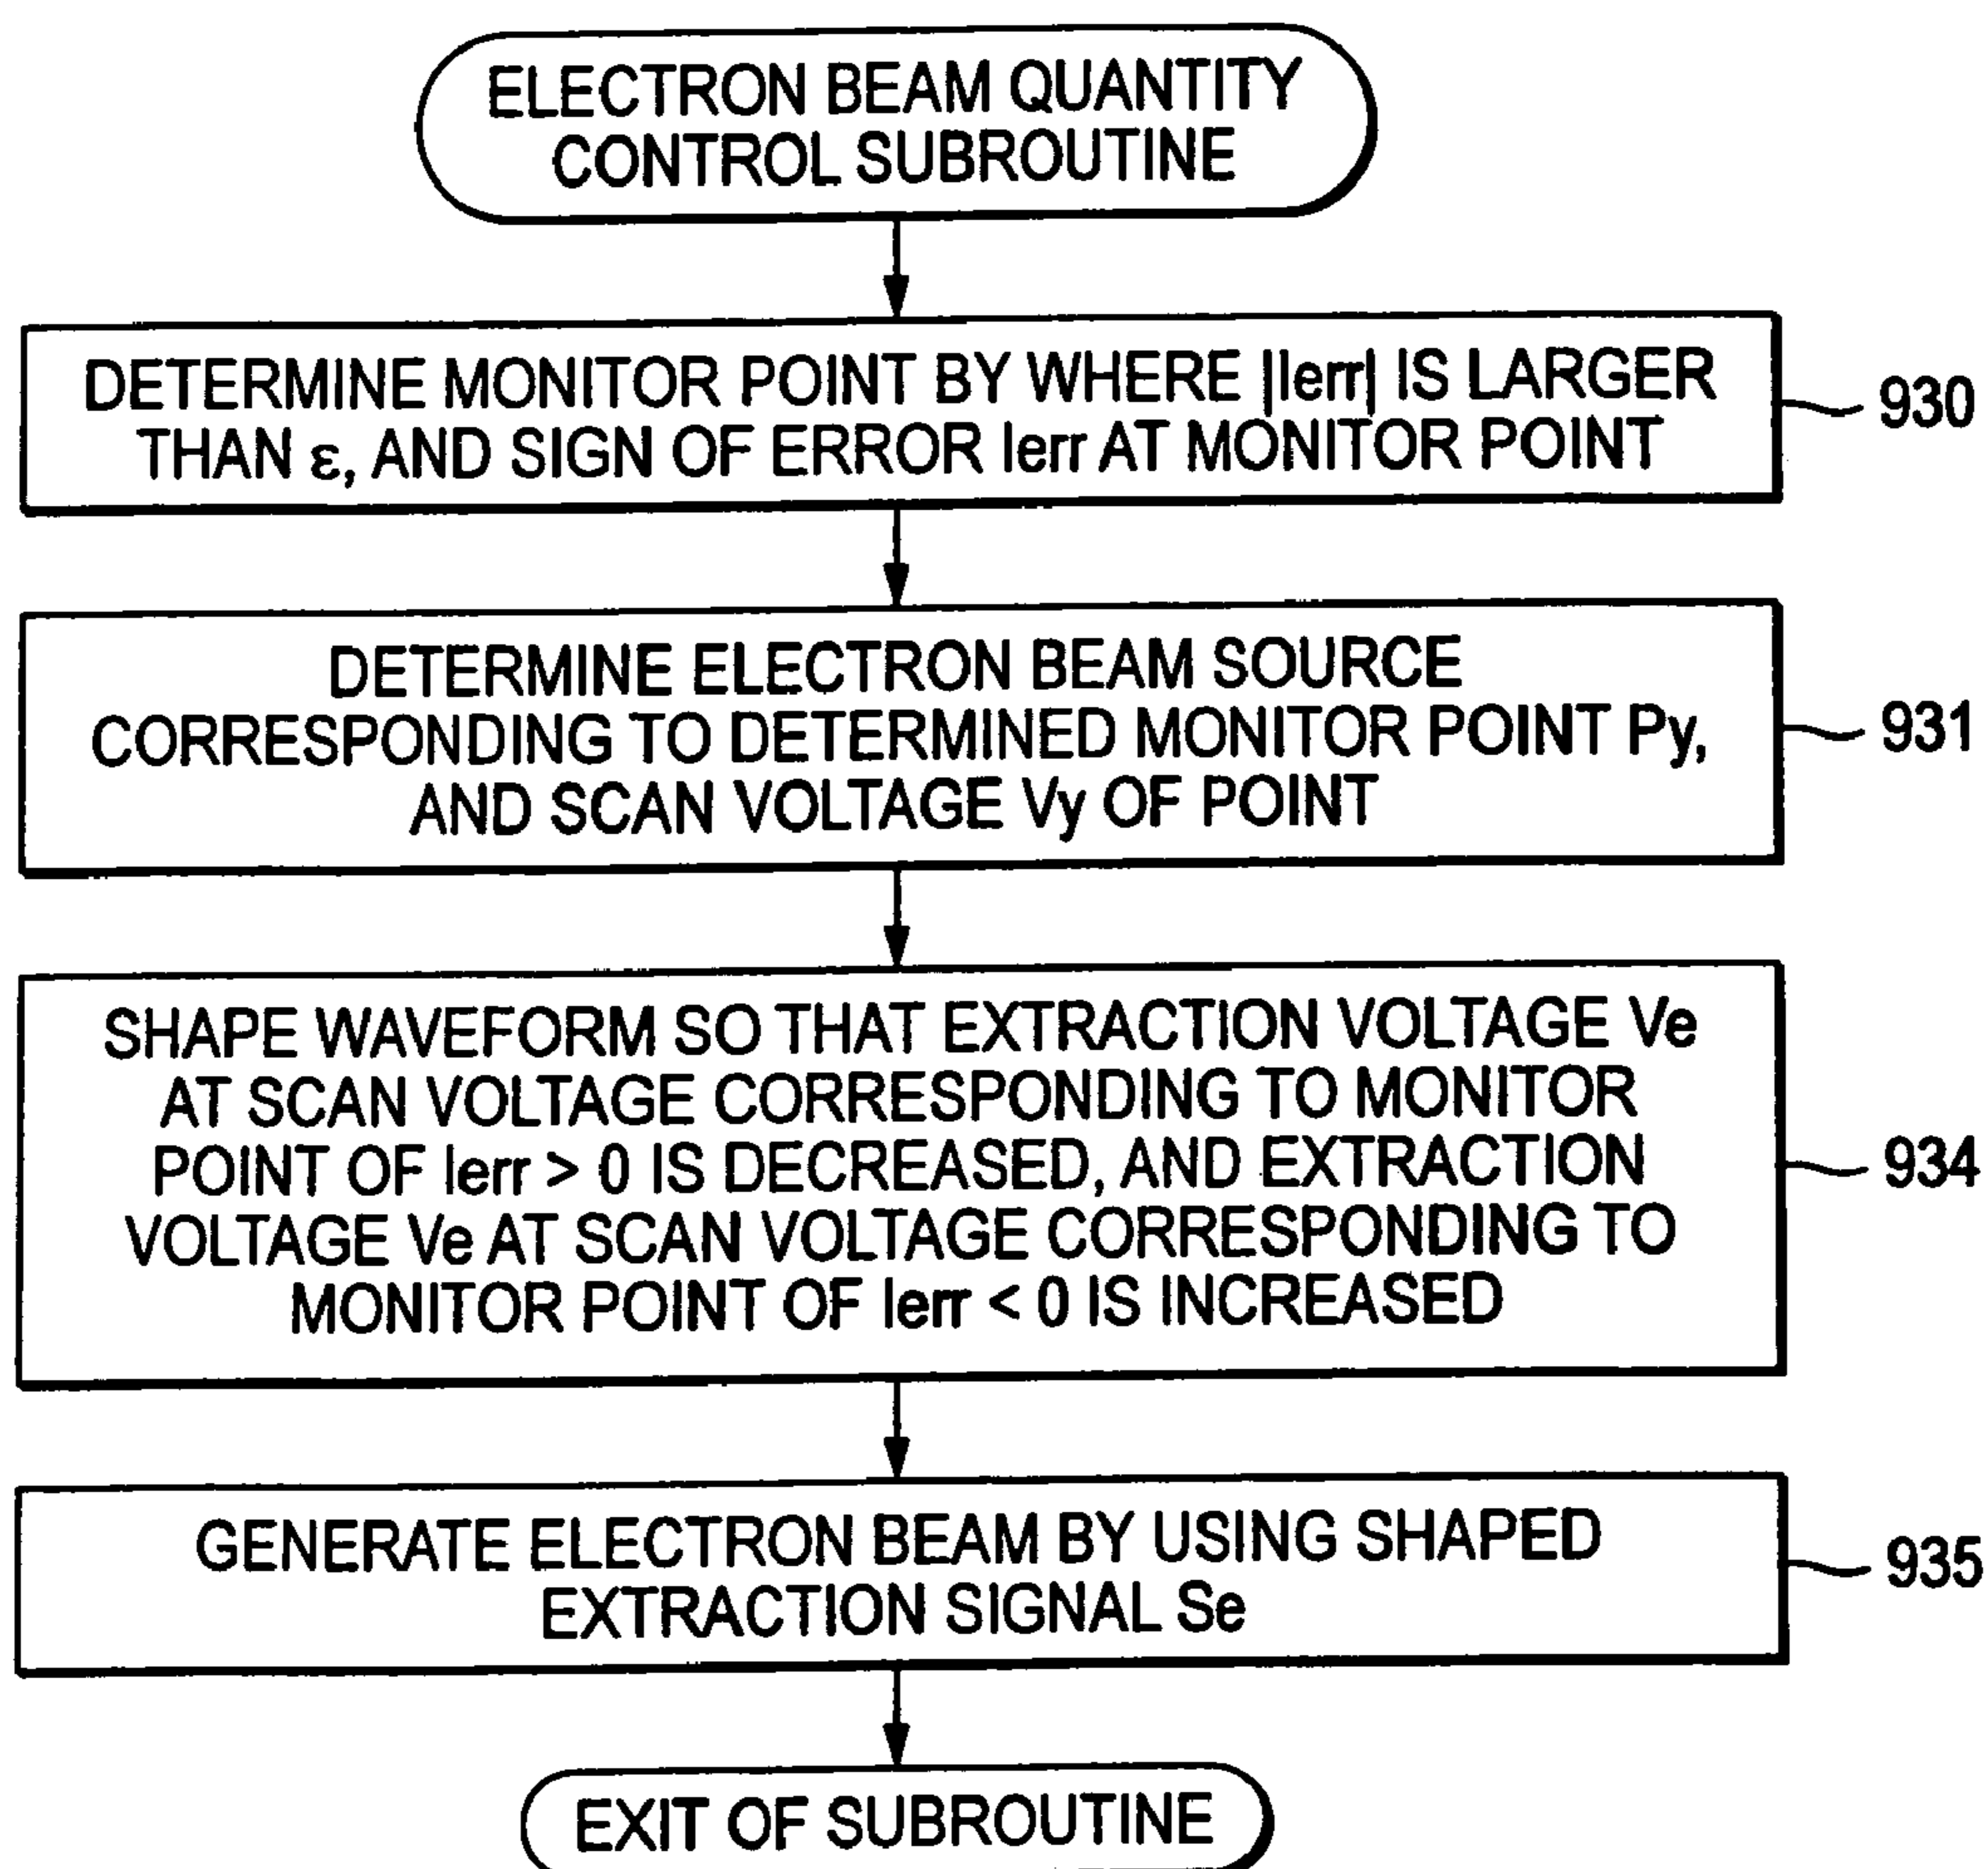 ELECTRON BEAM QUANTITY
CONTROL SUBROUTINE
DETERMINE MONITOR POINT BY WHERE |Ierr| IS LARGER
THAN ε, AND SIGN OF ERROR Ierr AT MONITOR POINT
930
DETERMINE ELECTRON BEAM SOURCE
CORRESPONDING TO DETERMINED MONITOR POINT Py,
AND SCAN VOLTAGE Vy OF POINT
931
SHAPE WAVEFORM SO THAT EXTRACTION VOLTAGE Ve
AT SCAN VOLTAGE CORRESPONDING TO MONITOR
POINT OF Ierr > 0 IS DECREASED, AND EXTRACTION
VOLTAGE Ve AT SCAN VOLTAGE CORRESPONDING TO
MONITOR POINT OF Ierr < 0 IS INCREASED
934
GENERATE ELECTRON BEAM BY USING SHAPED
EXTRACTION SIGNAL Se
935
EXIT OF SUBROUTINE